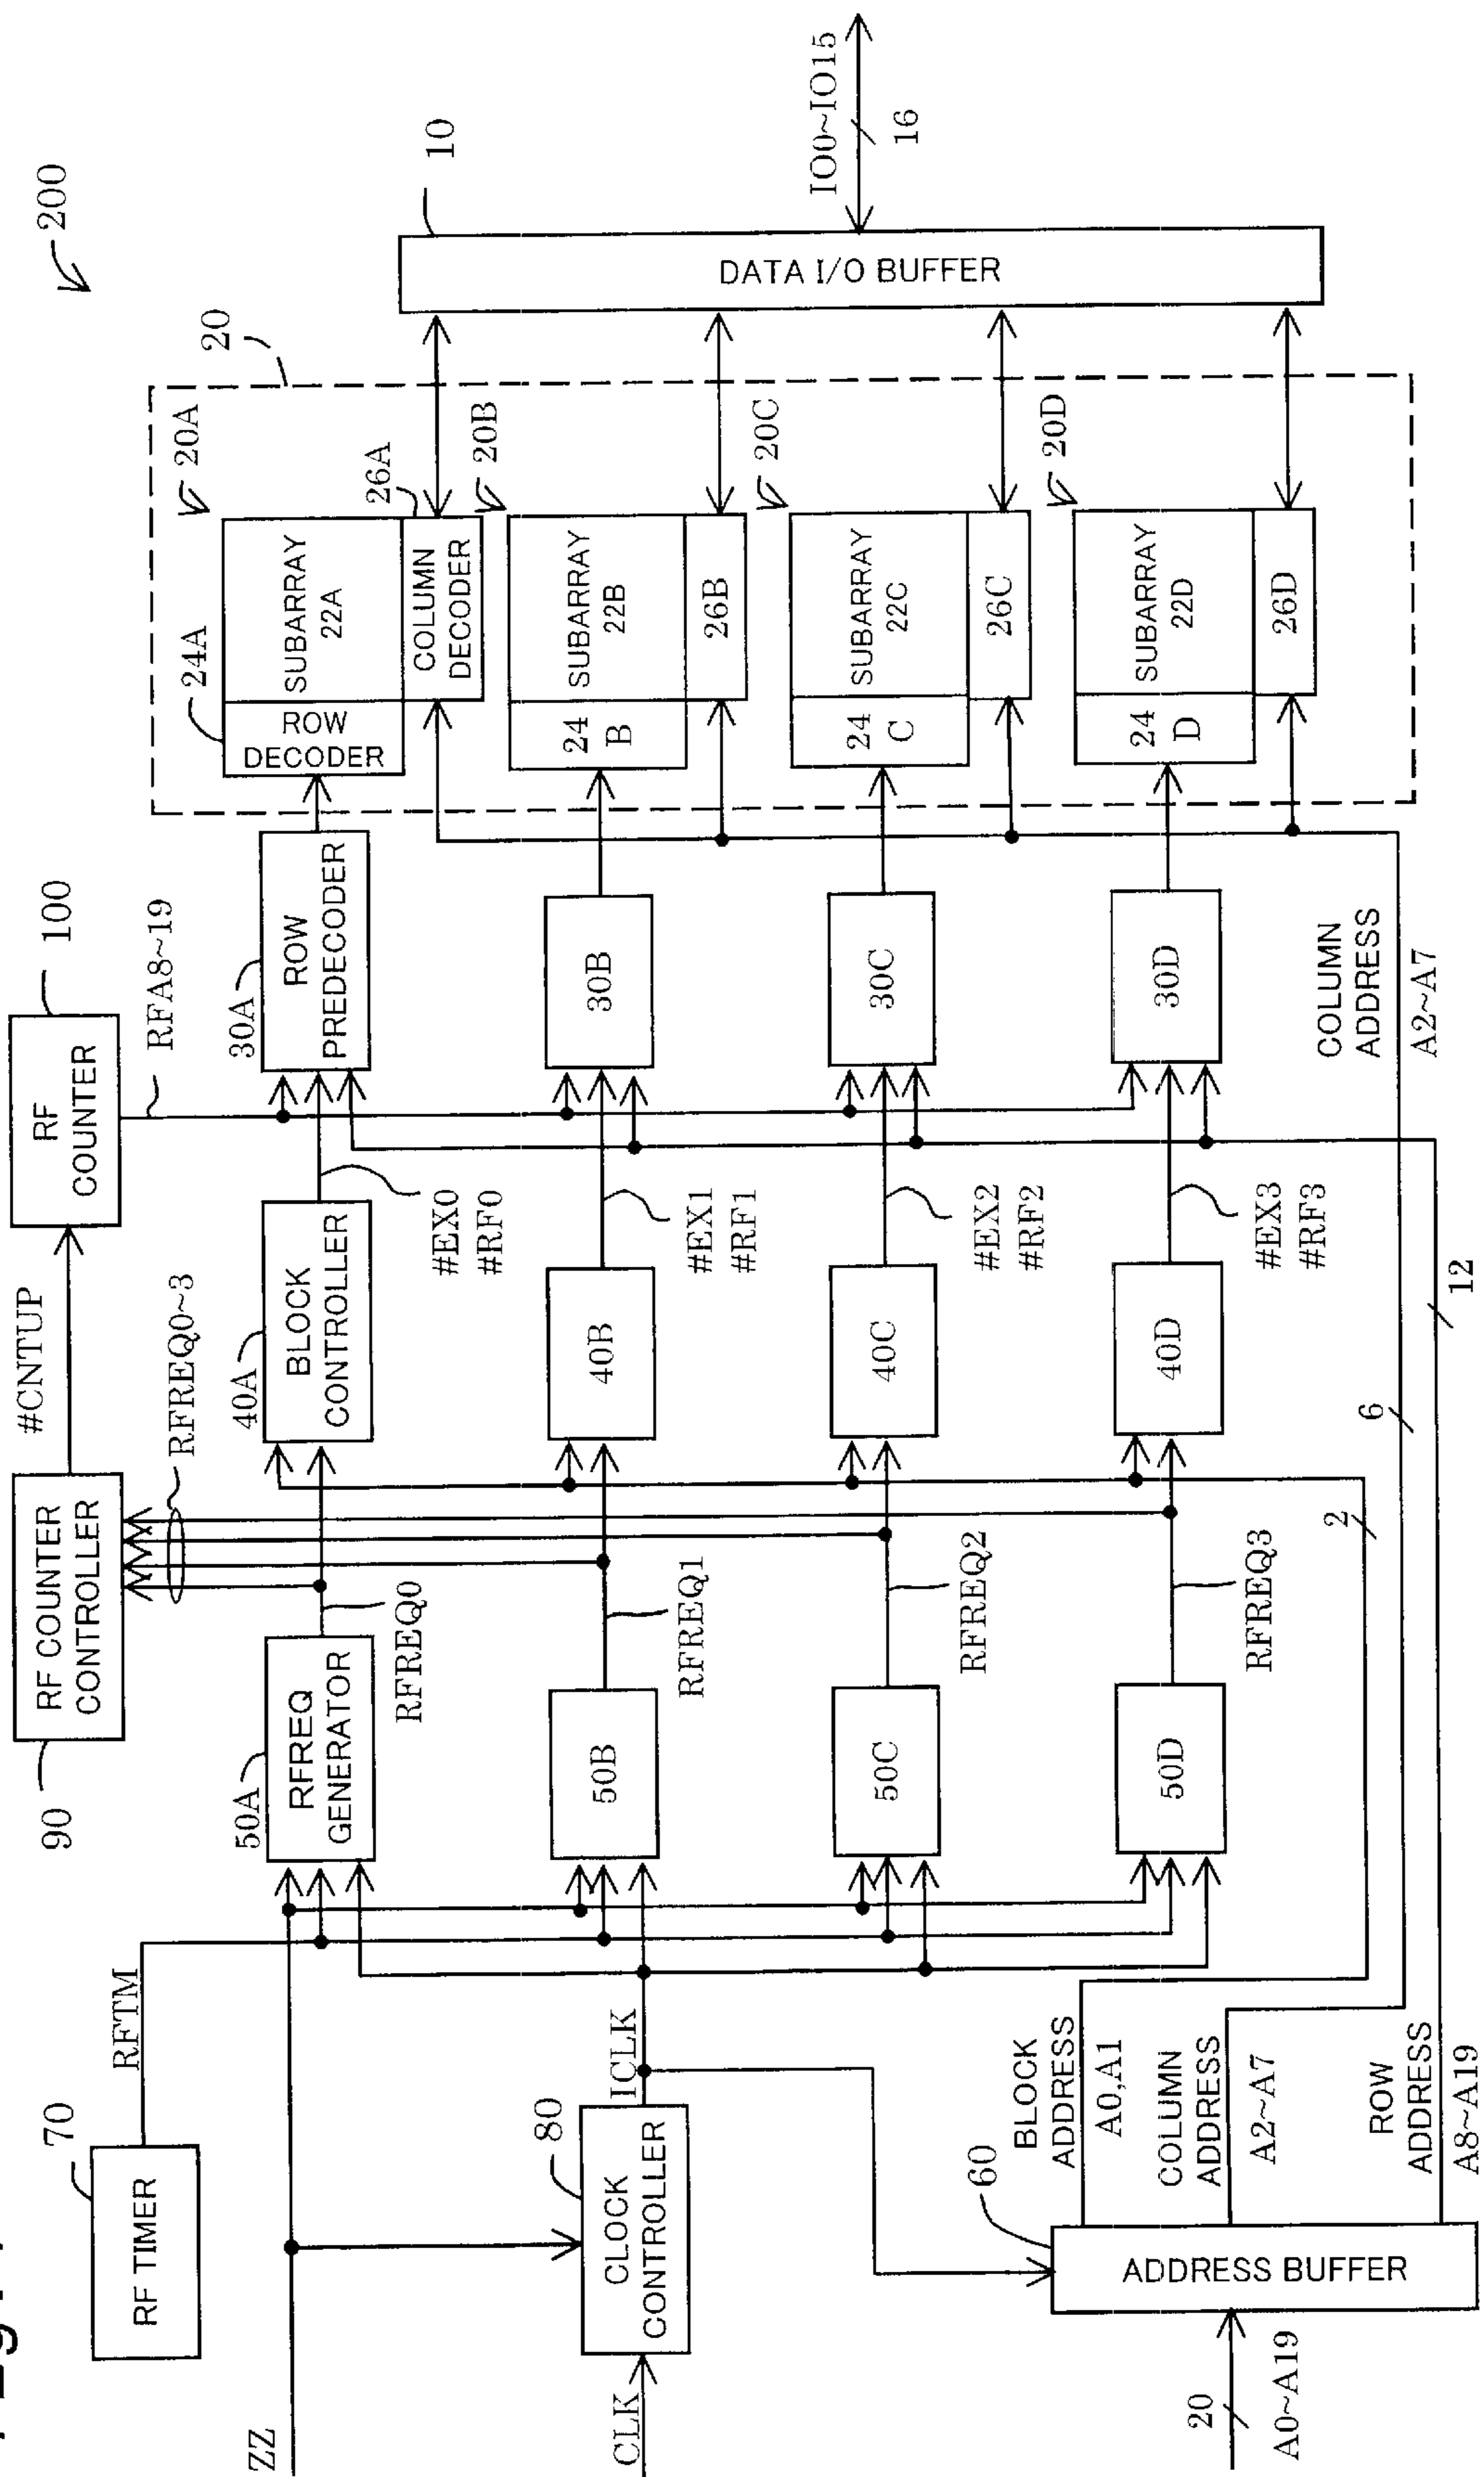 200
10
IO0~IO15
16
DATA I/O BUFFER
20
20A
20B
20C
20D
24A
SUBARRAY
22A
ROW
DECODER
26A
COLUMN
DECODER
SUBARRAY
22B
24
B
26B
SUBARRAY
22C
24
C
26C
SUBARRAY
22D
24
D
26D
100
RF
COUNTER
RFA8~19
30A
ROW
PREDECODER
30B
30C
30D
COLUMN
ADDRESS
A2~A7
#CNTUP
RFREQ0~3
40A
BLOCK
CONTROLLER
#EX0
#RF0
40B
#EX1
#RF1
40C
#EX2
#RF2
40D
#EX3
#RF3
12
6
2
90
RF COUNTER
CONTROLLER
50A
RFREQ
GENERATOR
RFREQ0
50B
RFREQ1
50C
RFREQ2
50D
RFREQ3
70
RF TIMER
RFTM
ZZ
80
CLOCK
CONTROLLER
CLK
ICLK
60
ADDRESS BUFFER
BLOCK
ADDRESS
A0,A1
COLUMN
ADDRESS
A2~A7
ROW
ADDRESS
A8~A19
20
A0~A19